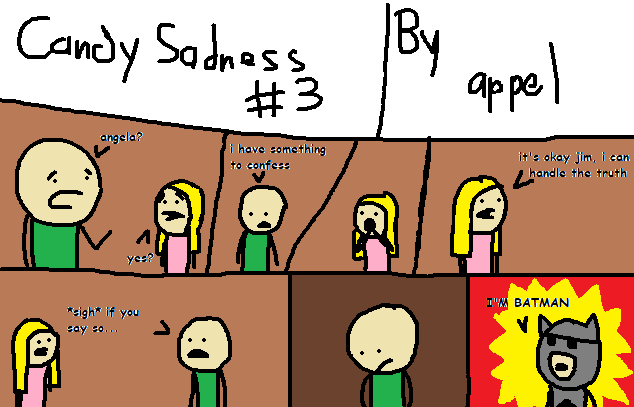 Candy Sadness
#3
By
appel
angela?
yes?
i have something
to confess
it's okay jim, i can
handle the truth
*sigh* if you
say so...
I"M BATMAN